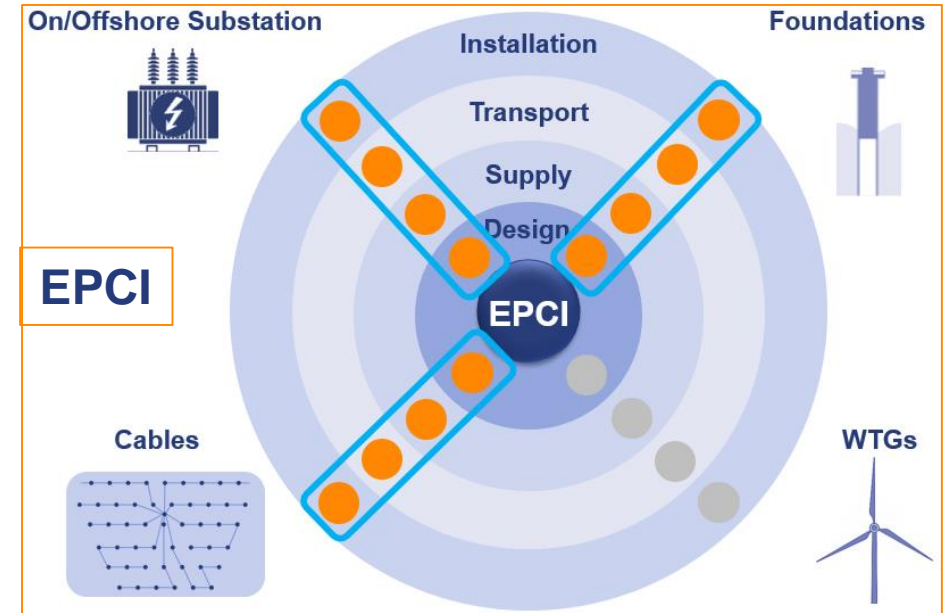 On/Offshore Substation
Installation
Foundations
Transport
Supply
Design
EPCI
EPCI
Cables
WTGs